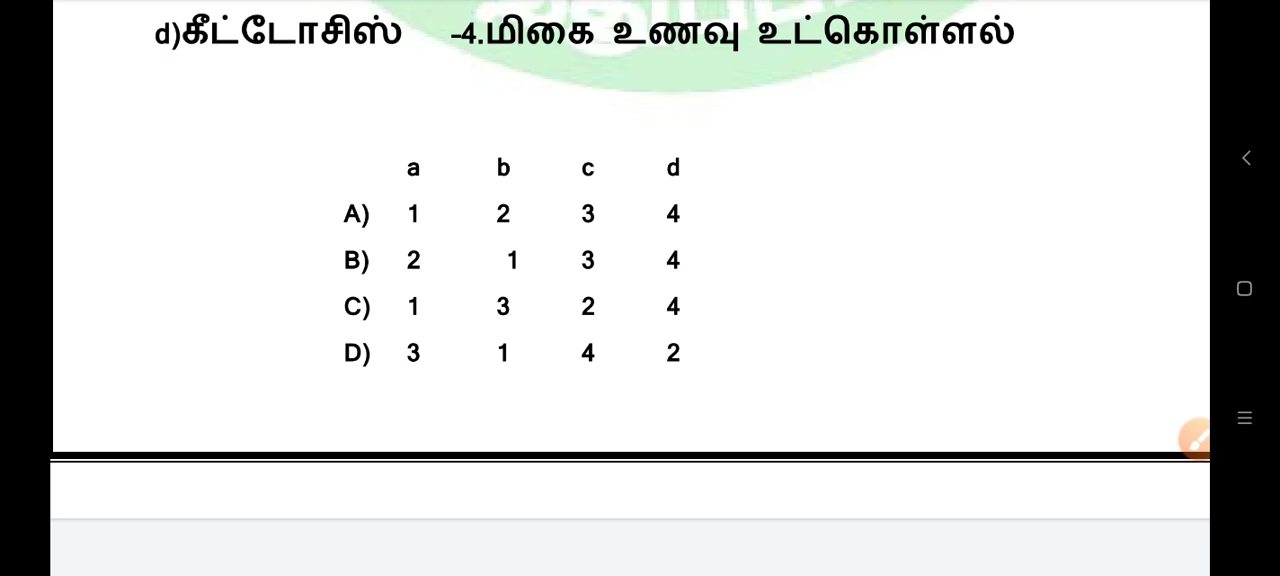 d)கீட்டோசிஸ் -4.மிகை உணவு உட்கொள்ளல்
a b c d
A) 1 2 3 4
B) 2 1 3 4
C) 1 3 2 4
D) 3 1 4 2